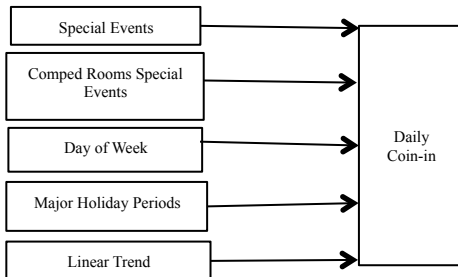 Special Events
Comped Rooms Special
Events
Day of Week
Major Holiday Periods
Linear Trend
Daily
Coin-in